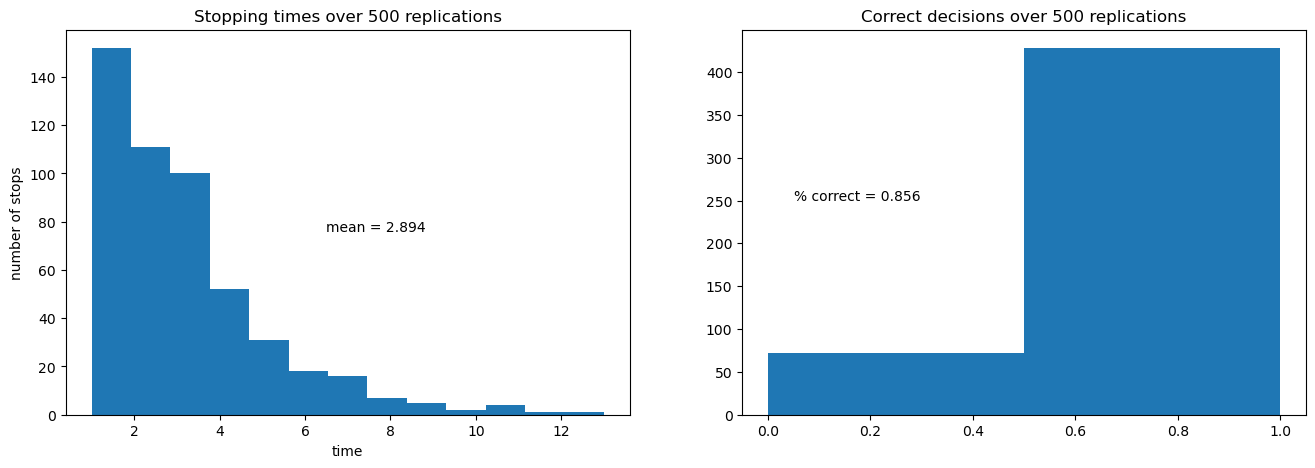 Stopping times over 500 replications
number of stops
140
120
100
80
60
40
20
0
mean = 2.894
2 4 6 8 10 12
time
Correct decisions over 500 replications
400
350
300
250
200
150
100
50
0
% correct = 0.856
0.0 0.2 0.4 0.6 0.8 1.0